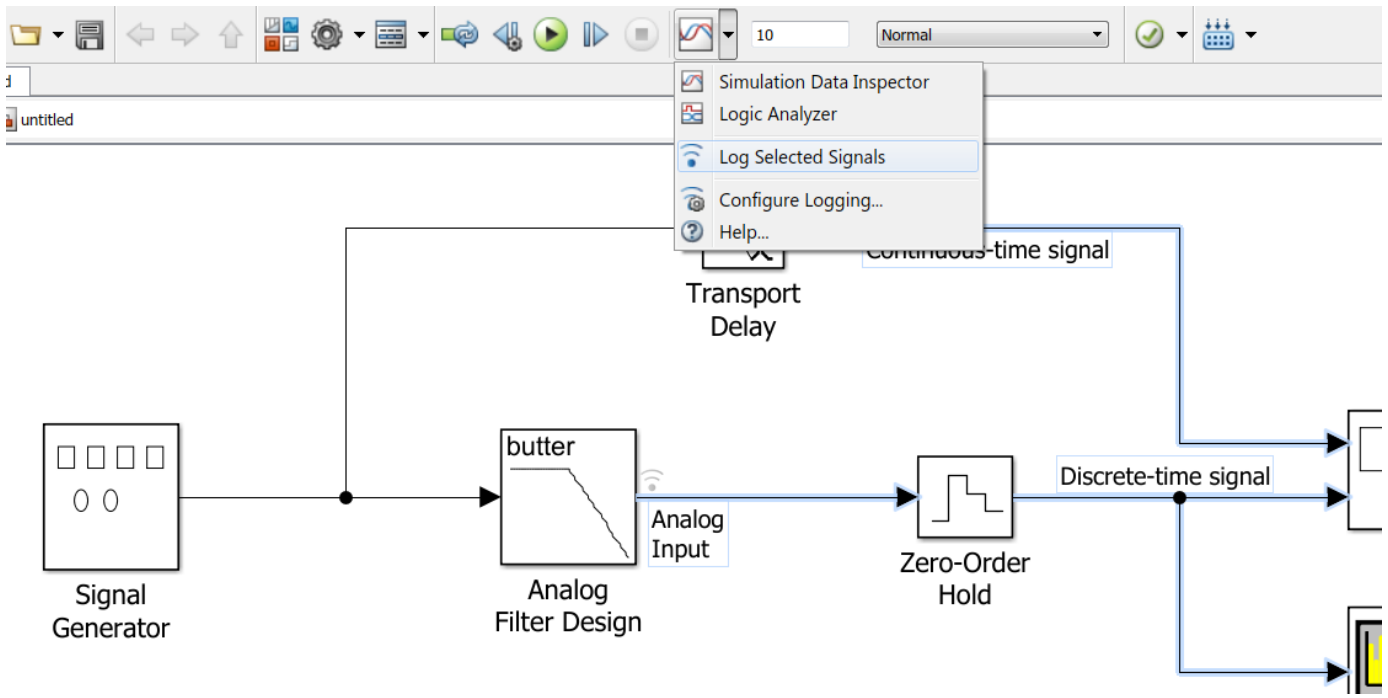 10
Normal
d
untitled
Simulation Data Inspector
Logic Analyzer
Log Selected Signals
Configure Logging...
Help...
Continuous-time signal
Transport
Delay
butter
Discrete-time signal
Analog
Input
Signal
Generator
Analog
Filter Design
Zero-Order
Hold